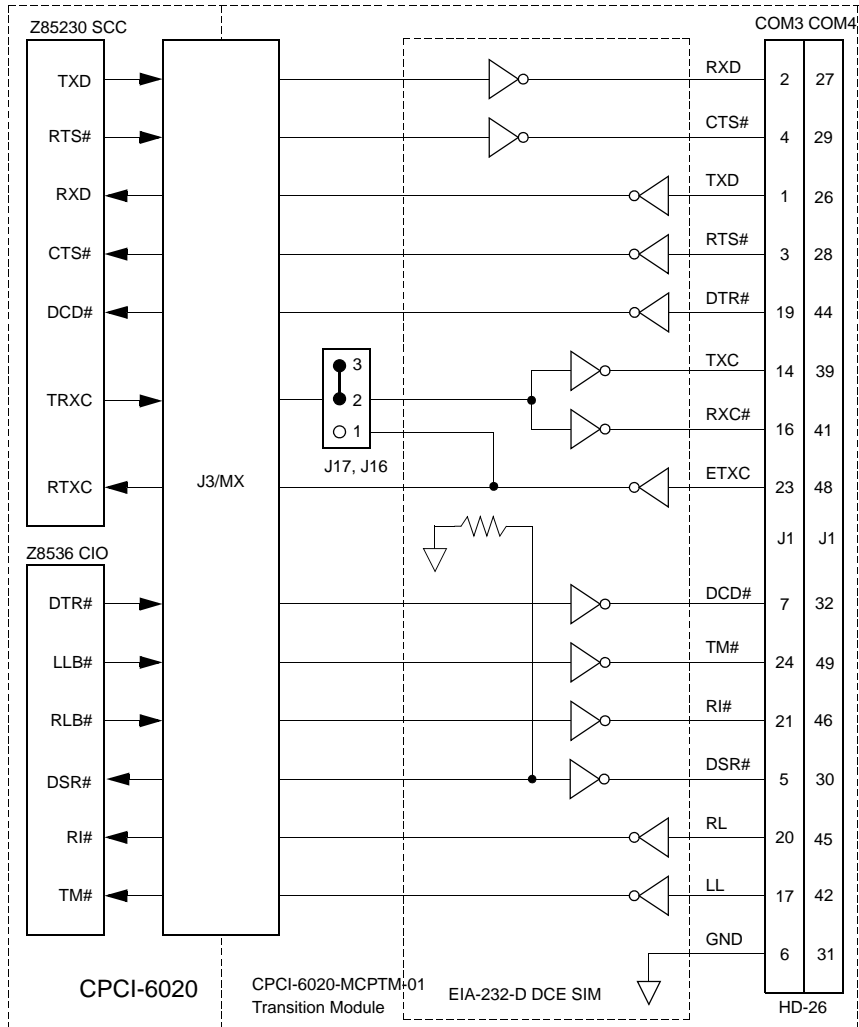 Z85230 SCC
COM3 COM4
TXD
RXD
2
27
RTS#
CTS#
4
29
RXD
TXD
1
26
CTS#
RTS#
3
28
DCD#
DTR#
19
44
3
TXC
14
39
TRXC
2
1
RXC#
16
41
J17, J16
RTXC
J3/MX
ETXC
23
48
J1
J1
Z8536 CIO
DTR#
DCD#
7
32
LLB#
TM#
24
49
RLB#
RI#
21
46
DSR#
DSR#
5
30
RI#
RL
20
45
TM#
LL
17
42
GND
6
31
CPCI-6020
CPCI-6020-MCPTM-01
Transition Module
EIA-232-D DCE SIM
HD-26